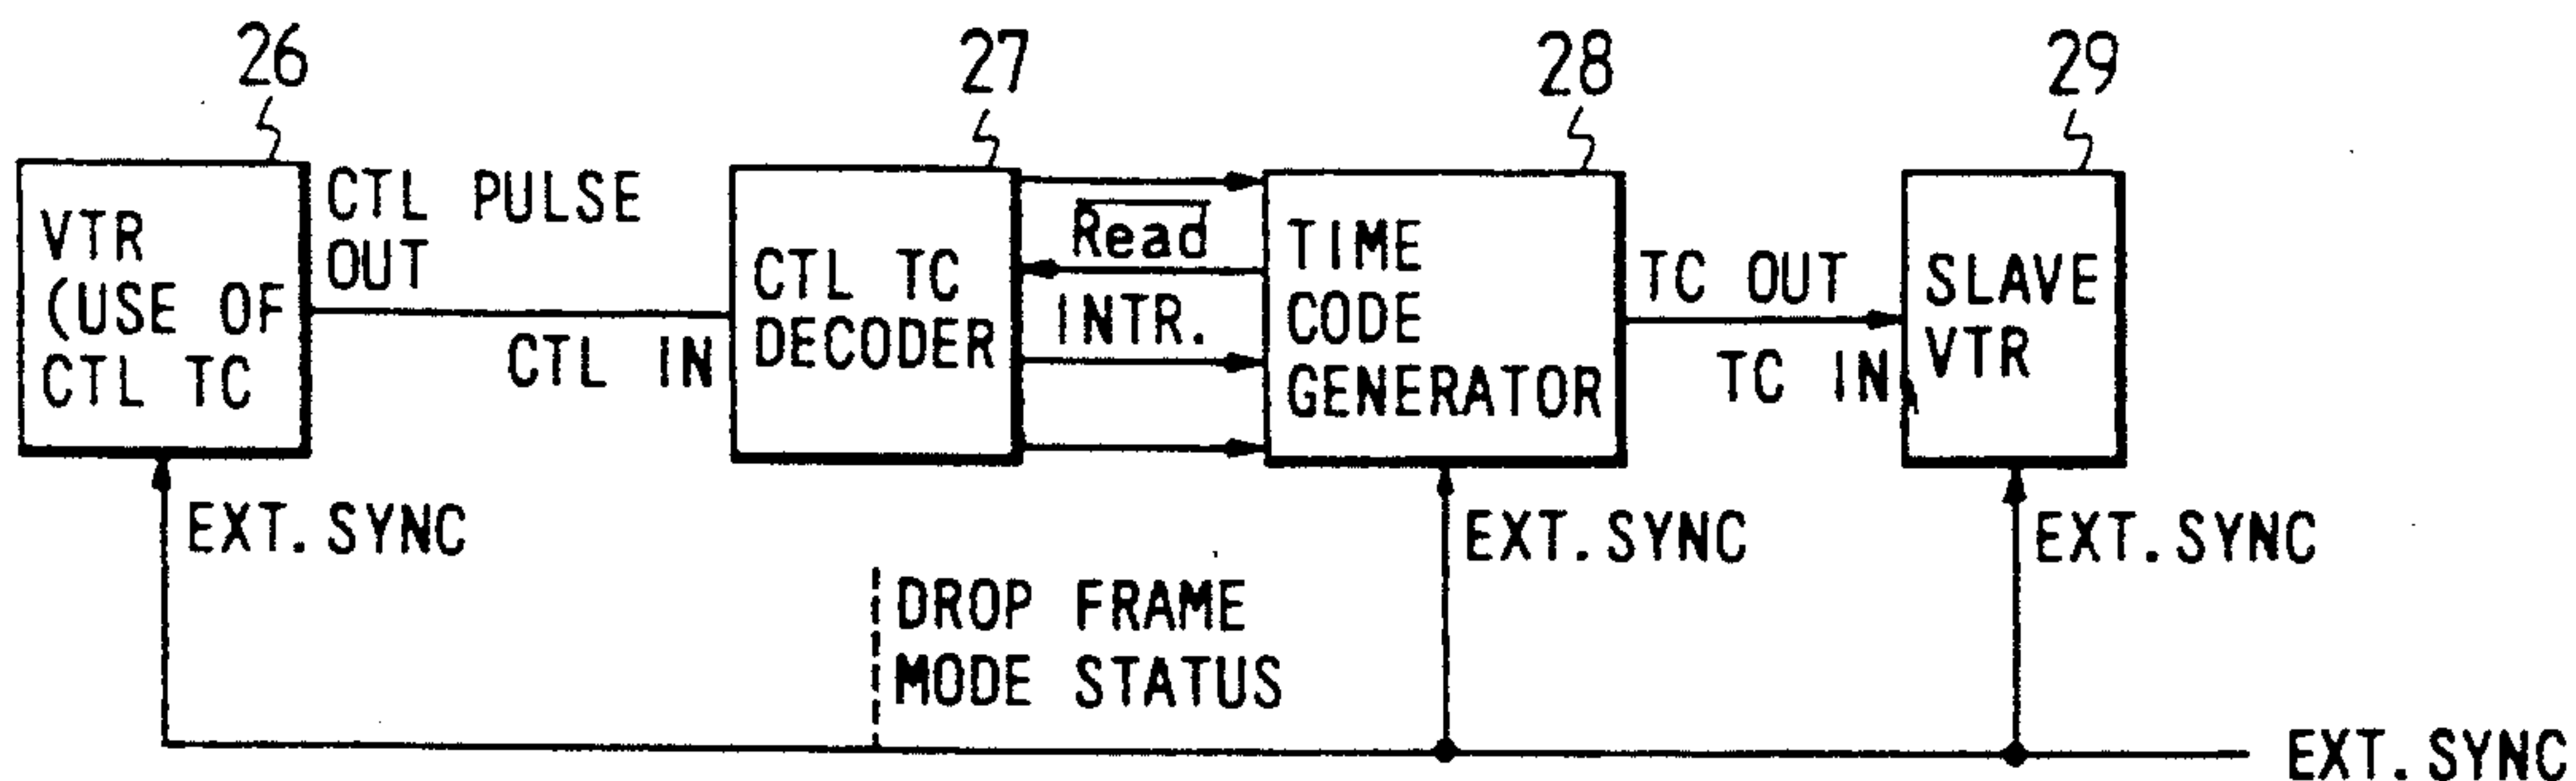 26
27
28
29
VTR
(USE OF
CTL TC
CTL PULSE
OUT
CTL IN
CTL TC
DECODER
Read
INTR.
TIME
CODE
GENERATOR
TC OUT
TC IN
SLAVE
VTR
EXT.SYNC
EXT.SYNC
EXT.SYNC
DROP FRAME
MODE STATUS
EXT.SYNC